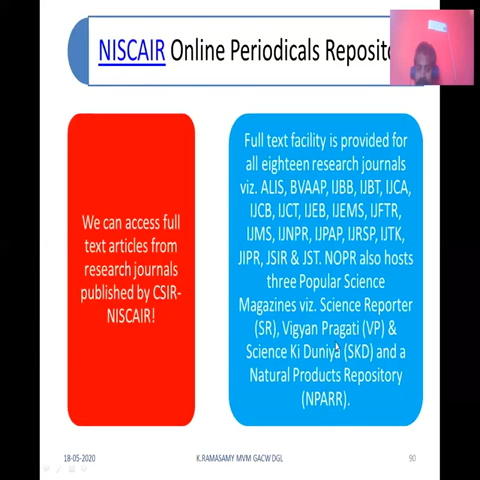 NISCAIR Online Periodicals Reposito
We can access full
text articles from
research journals
published by CSIR-
NISCAIR!
Full text facility is provided for
all eighteen research journals
viz. ALIS, BVAAP, IJBB, IJBT, IJCA,
IJCB, IJCT, IJEB, IJEMS, IJFTR,
IJMS, IJNPR, IJPAP, IJRSP, IJTK,
JIPR, JSIR & JST. NOPR also hosts
three Popular Science
Magazines viz. Science Reporter
(SR), Vigyan Pragati (VP) &
Science Ki Duniya (SKD) and a
Natural Products Repository
(NPARR).
18-05-2020
K.RAMASAMY MVM GACW DGL
90